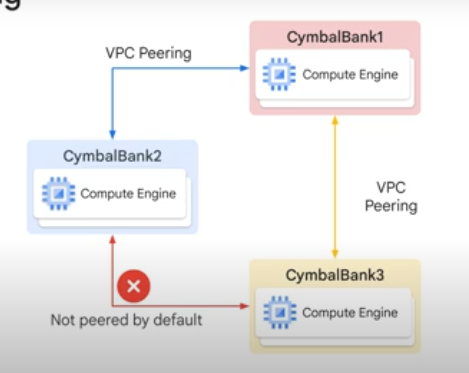 CymbalBank1
Compute Engine
VPC Peering
CymbalBank2
Compute Engine
VPC
Peering
CymbalBank3
Compute Engine
Not peered by default